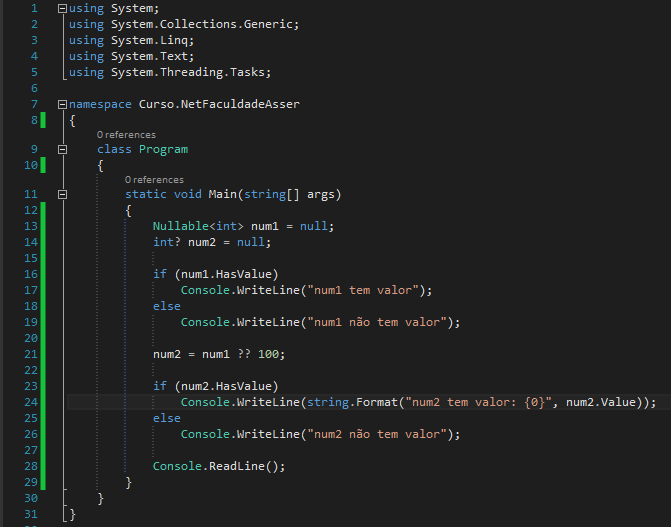 1 using System;
2 using System.Collections.Generic;
3 using System.Linq;
4 using System.Text;
5 using System.Threading.Tasks;
6
7 namespace Curso.NetFaculdadeAsser
8 {
0 references
9 class Program
10 {
0 references
11 static void Main(string[] args)
12 {
13 Nullable<int> num1 = null;
14 int? num2 = null;
15
16 if (num1.HasValue)
17 Console.WriteLine("num1 tem valor");
18 else
19 Console.WriteLine("num1 não tem valor");
20
21 num2 = num1 ?? 100;
22
23 if (num2.HasValue)
24 Console.WriteLine(string.Format("num2 tem valor: {0}", num2.Value));
25 else
26 Console.WriteLine("num2 não tem valor");
27
28 Console.ReadLine();
29 }
30 }
31 }